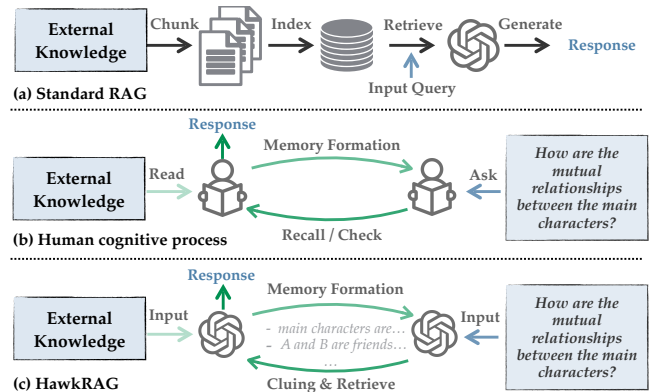 External
Knowledge
Chunk
Index
Retrieve
Generate
Response
Input Query
(a) Standard RAG
Response
Memory Formation
External
Knowledge
Read
Ask
How are the
mutual
relationships
between the main
characters?
Recall / Check
(b) Human cognitive process
Response
Memory Formation
External
Knowledge
Input
- main characters are...
- A and B are friends...
...
Input
How are the
mutual
relationships
between the main
characters?
Cluing & Retrieve
(c) HawkRAG